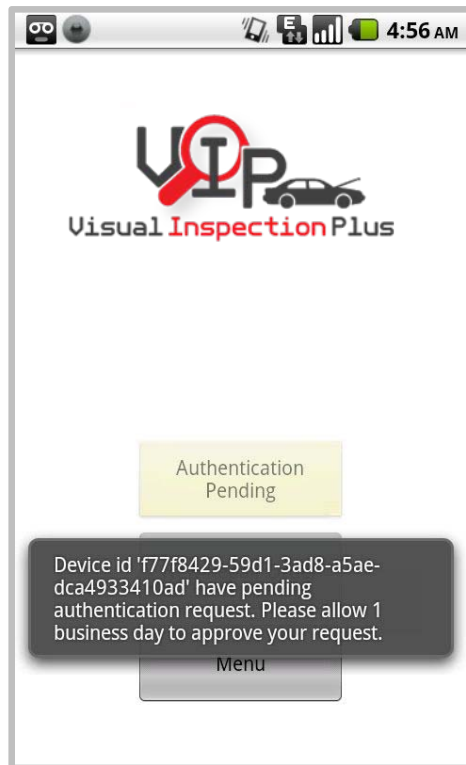 E
4:56 AM
VIP
Visual Inspection Plus
Authentication
Pending
Device id 'f77f8429-59d1-3ad8-a5ae-
dca4933410ad' have pending
authentication request. Please allow 1
business day to approve your request.
Menu